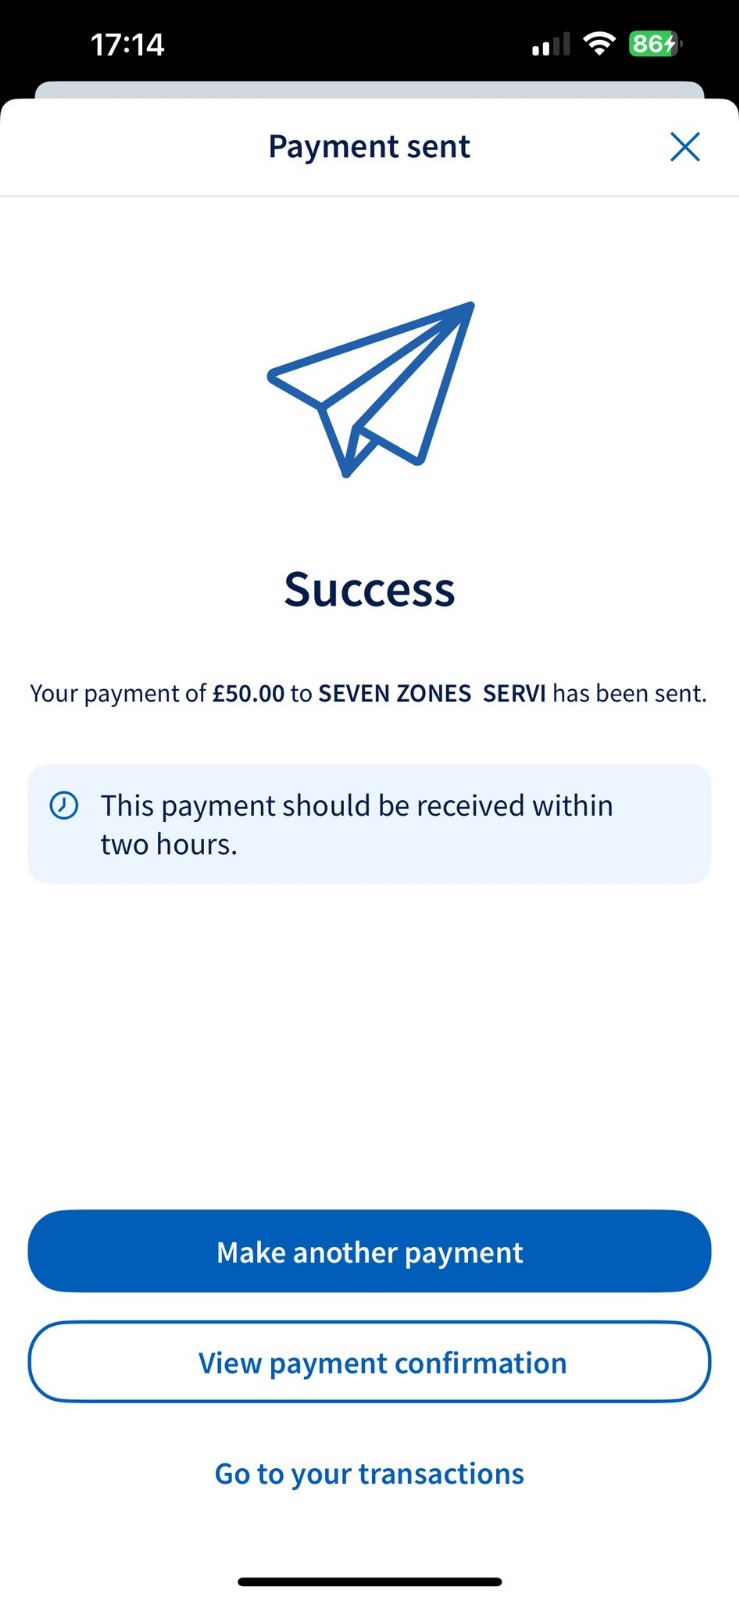 17:14
86
Payment sent
Success
Your payment of £50.00 to SEVEN ZONES  SERVI has been sent.
This payment should be received within
two hours.
Make another payment
View payment confirmation
Go to your transactions